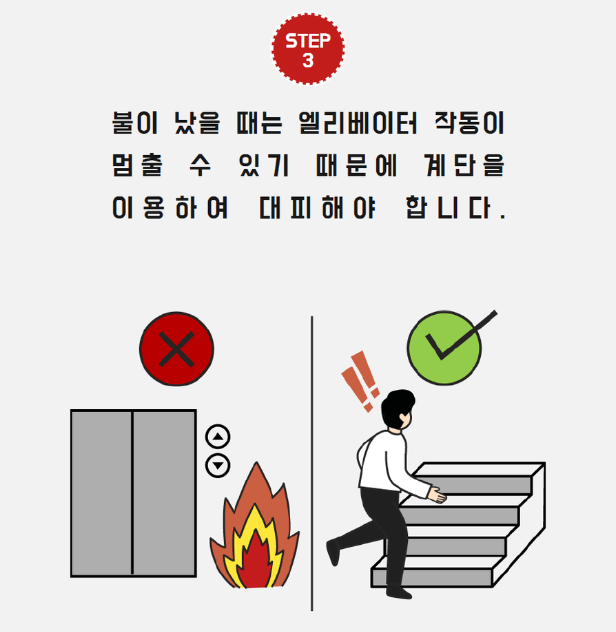 STEP
3
불이 났을 때는 엘리베이터 작동이
멈출 수 있기 때문에 계단을
이용하여 대피해야 합니다.